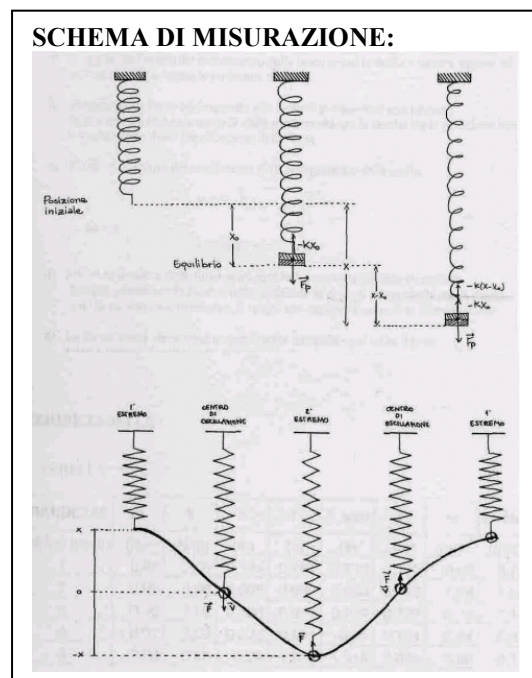 SCHEMA DI MISURAZIONE:
Posizione
iniziale
x₀
-Kx₀
Equilibrio
F⃗p
x
x-x₀
-K(x-x₀)
-Kx₀
F⃗p
1° ESTREMO
CENTRO DI OSCILLAZIONE
2° ESTREMO
CENTRO DI OSCILLAZIONE
1° ESTREMO
x
0
-x
F⃗
v⃗
F⃗